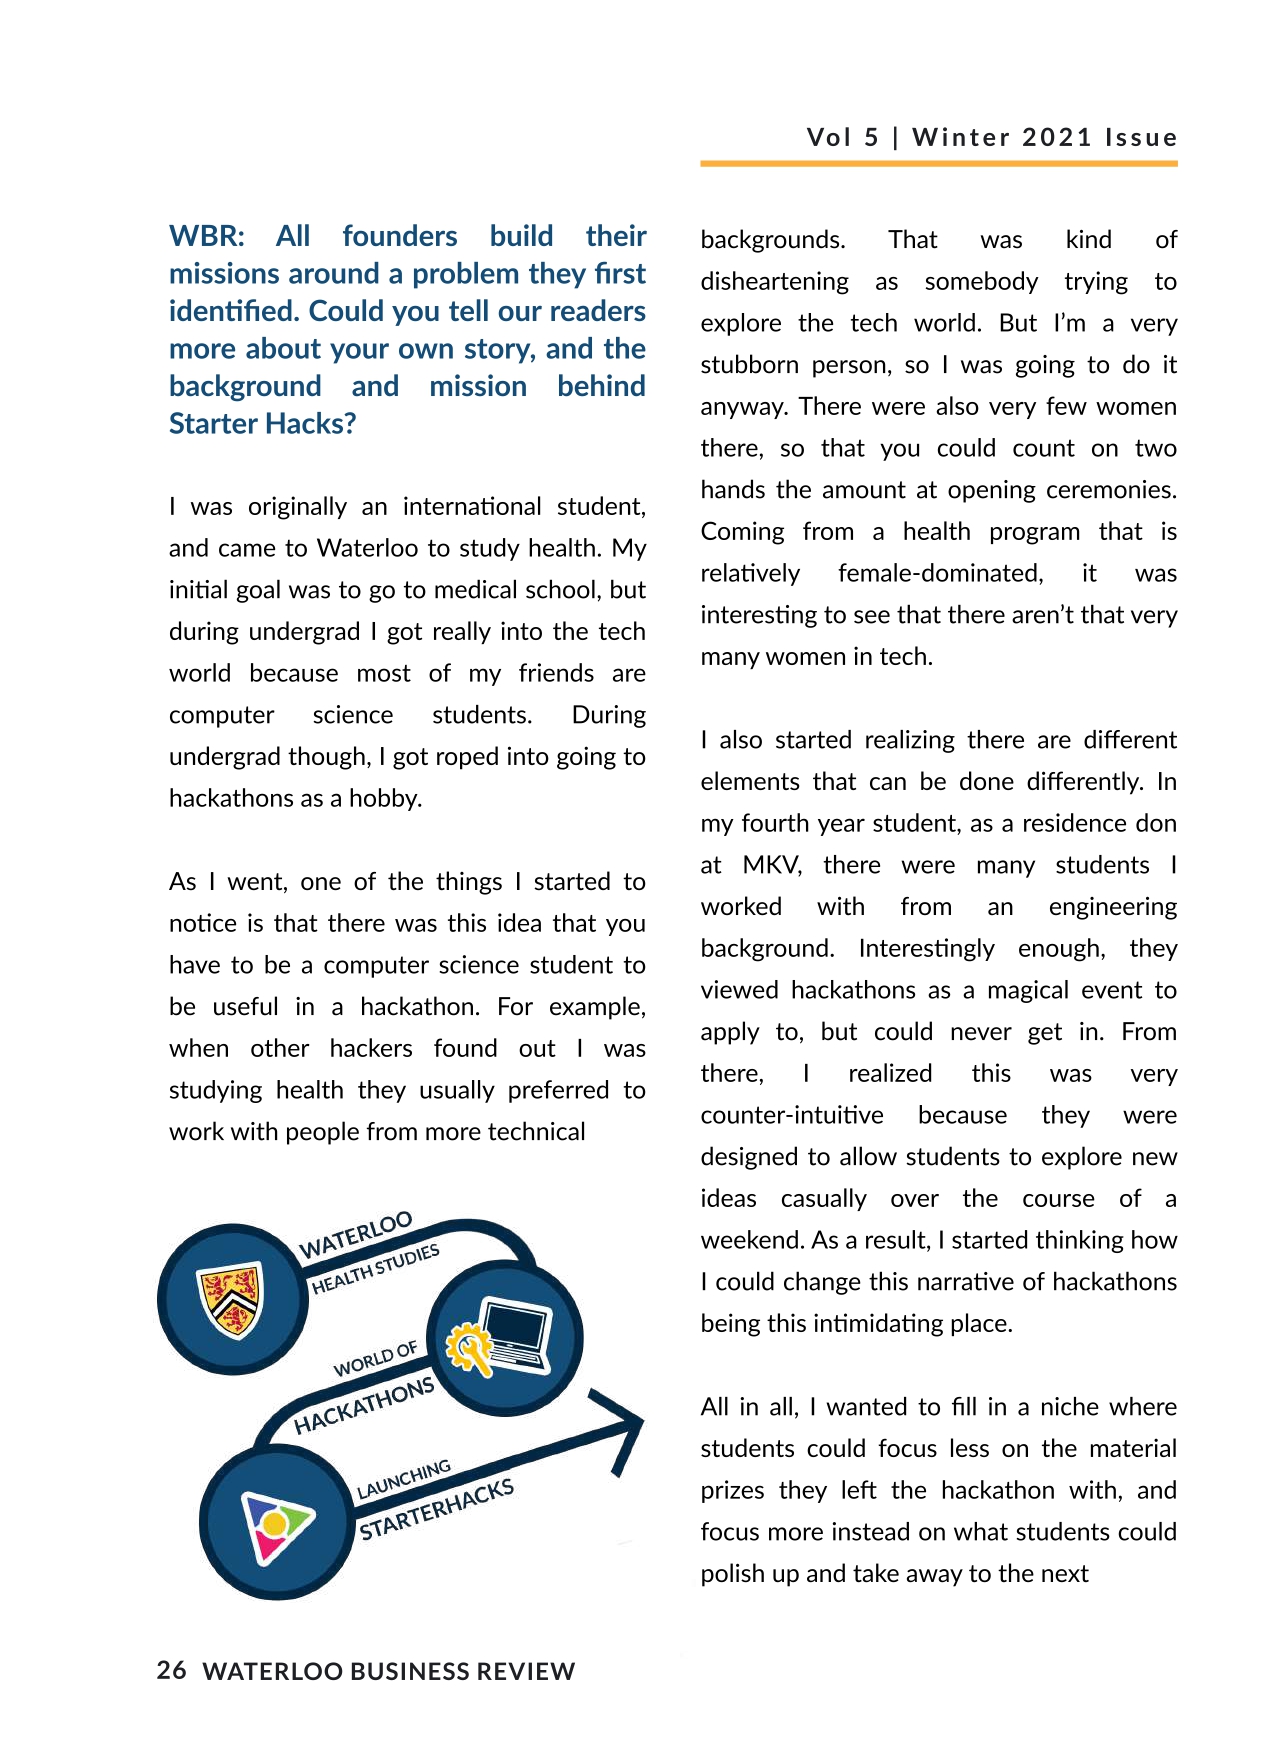 Vol 5 | Winter 2021 Issue
WBR: All founders build their
missions around a problem they first
identified. Could you tell our readers
more about your own story, and the
background and mission behind
Starter Hacks?
I was originally an international student,
and came to Waterloo to study health. My
initial goal was to go to medical school, but
during undergrad I got really into the tech
world because most of my friends are
computer science students. During
undergrad though, I got roped into going to
hackathons as a hobby.
As I went, one of the things I started to
notice is that there was this idea that you
have to be a computer science student to
be useful in a hackathon. For example,
when other hackers found out I was
studying health they usually preferred to
work with people from more technical
WATERLOO
HEALTH STUDIES
WORLD OF
HACKATHONS
LAUNCHING
STARTERHACKS
backgrounds. That was kind of
disheartening as somebody trying to
explore the tech world. But I’m a very
stubborn person, so I was going to do it
anyway. There were also very few women
there, so that you could count on two
hands the amount at opening ceremonies.
Coming from a health program that is
relatively female-dominated, it was
interesting to see that there aren’t that very
many women in tech.
I also started realizing there are different
elements that can be done differently. In
my fourth year student, as a residence don
at MKV, there were many students I
worked with from an engineering
background. Interestingly enough, they
viewed hackathons as a magical event to
apply to, but could never get in. From
there, I realized this was very
counter-intuitive because they were
designed to allow students to explore new
ideas casually over the course of a
weekend. As a result, I started thinking how
I could change this narrative of hackathons
being this intimidating place.
All in all, I wanted to fill in a niche where
students could focus less on the material
prizes they left the hackathon with, and
focus more instead on what students could
polish up and take away to the next
26 WATERLOO BUSINESS REVIEW